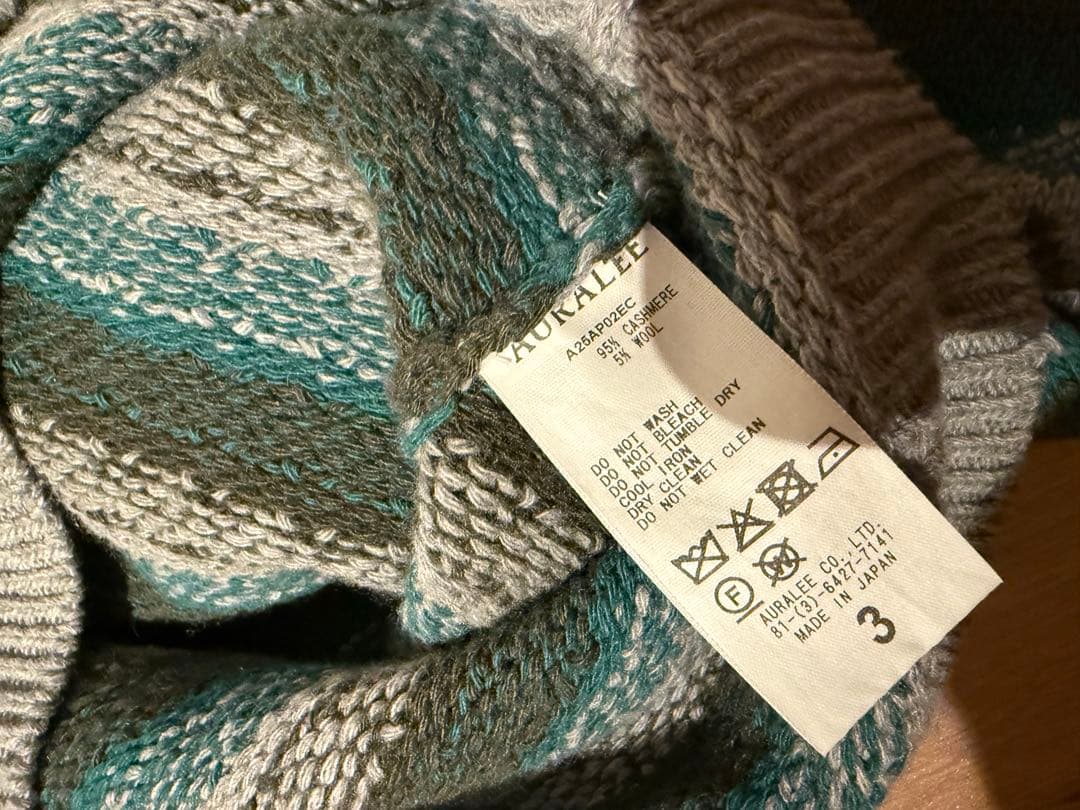 AURALEE
A25AP02EC
95% CASHMERE
5% WOOL
DO NOT WASH
DO NOT BLEACH
DO NOT TUMBLE DRY
COOL IRON
DRY CLEAN
DO NOT WET CLEAN
F
W
AURALEE CO.,LTD.
81-(3)-6427-7141
MADE IN JAPAN
3